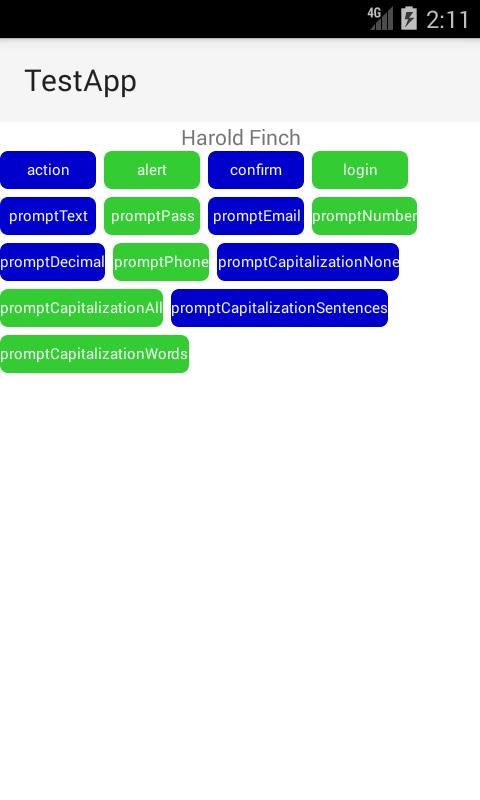 4G 2:11
TestApp
Harold Finch
action alert confirm login
promptText promptPass promptEmail promptNumber
promptDecimal promptPhone promptCapitalizationNone
promptCapitalizationAll promptCapitalizationSentences
promptCapitalizationWords